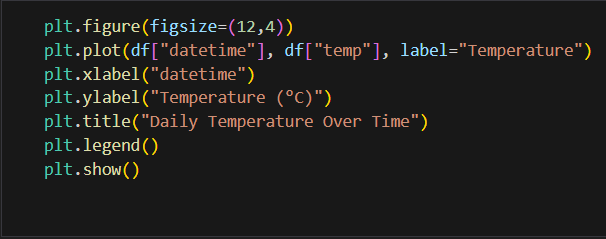 plt.figure(figsize=(12,4))
plt.plot(df["datetime"], df["temp"], label="Temperature")
plt.xlabel("datetime")
plt.ylabel("Temperature (°C)")
plt.title("Daily Temperature Over Time")
plt.legend()
plt.show()